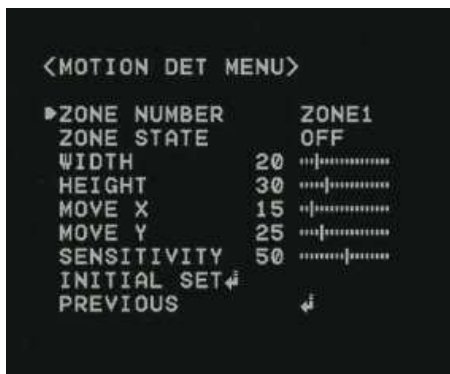 <MOTION DET MENU>
ZONE NUMBER ZONE1
ZONE STATE OFF
WIDTH 20
HEIGHT 30
MOVE X 15
MOVE Y 25
SENSITIVITY 50
INITIAL SET↲
PREVIOUS ↲